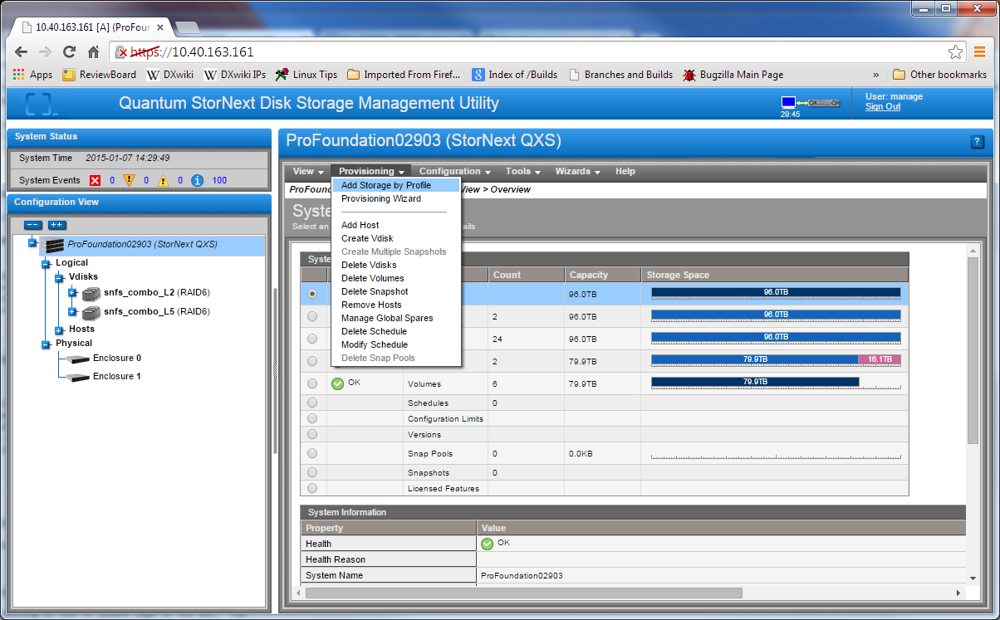 10.40.163.161 [A] (ProFour
https://10.40.163.161
Apps ReviewBoard DXwiki DXwiki IPs Linux Tips Imported From Firef... Index of /Builds Branches and Builds Bugzilla Main Page » Other bookmarks
Quantum StorNext Disk Storage Management Utility
29:45
User: manage
Sign Out
System Status
System Time 2015-01-07 14:29:49
System Events 0 0 0 100
Configuration View
ProFoundation02903 (StorNext QXS)
Logical
Vdisks
snfs_combo_L2 (RAID6)
snfs_combo_L5 (RAID6)
Hosts
Physical
Enclosure 0
Enclosure 1
ProFoundation02903 (StorNext QXS)
?
View Provisioning Configuration Tools Wizards Help
ProFound View > Overview
Syste
Select an ails
Add Storage by Profile
Provisioning Wizard
Add Host
Create Vdisk
Create Multiple Snapshots
Delete Vdisks
Delete Volumes
Delete Snapshot
Remove Hosts
Manage Global Spares
Delete Schedule
Modify Schedule
Delete Snap Pools
Syste
Count Capacity Storage Space
96.0TB 96.0TB
2 96.0TB 96.0TB
24 96.0TB 96.0TB
2 79.9TB 79.9TB 16.1TB
OK Volumes 6 79.9TB 79.9TB
Schedules 0
Configuration Limits
Versions
Snap Pools 0 0.0KB
Snapshots 0
Licensed Features
System Information
Property Value
Health OK
Health Reason
System Name ProFoundation02903